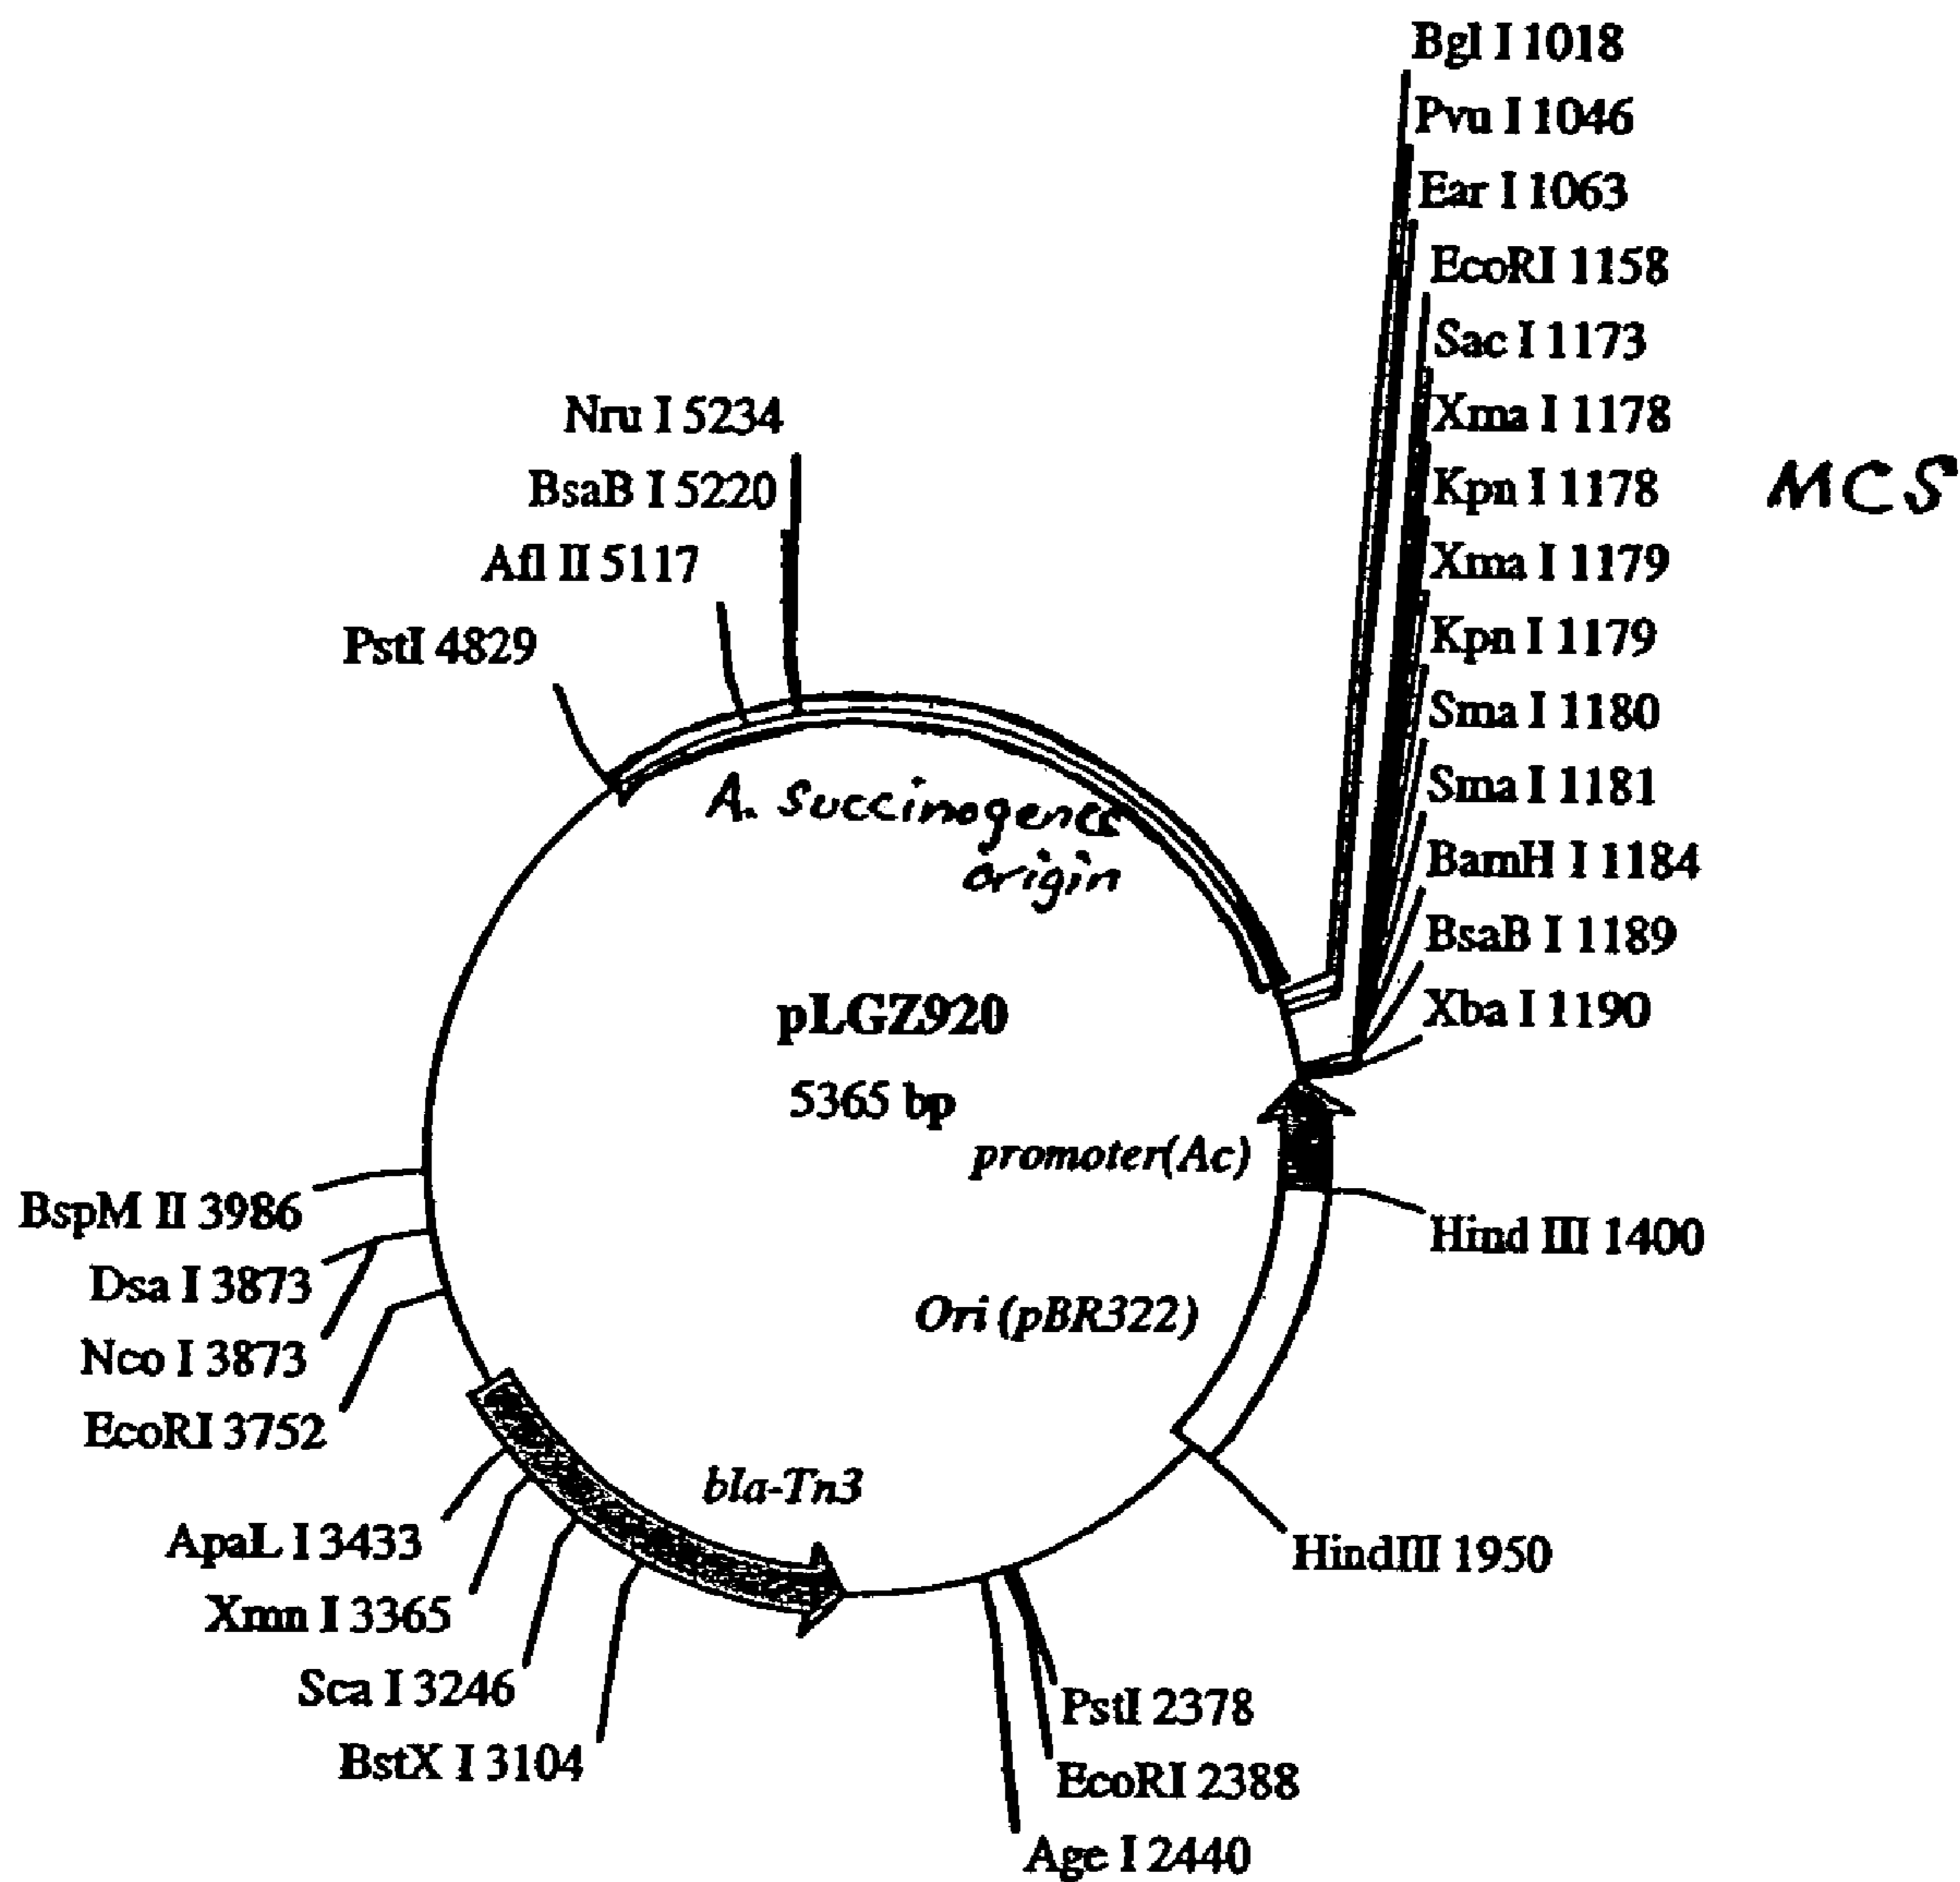 Bgl I 1018
Pvu I 1046
Ear I 1063
EcoRI 1158
Sac I 1173
Xma I 1178
Kpn I 1178
Xma I 1179
Kpn I 1179
Sma I 1180
Sma I 1181
BamH I 1184
BsaB I 1189
Xba I 1190
MCS
Nru I 5234
BsaB I 5220
Afl II 5117
PstI 4829
A. Succinogenes
origin
pLGZ920
5365 bp
promoter(Ac)
Hind III 1400
Ori (pBR322)
BspM II 3986
Dsa I 3873
Nco I 3873
EcoRI 3752
bla-Tn3
ApaL I 3433
Xmn I 3365
Sca I 3246
BstX I 3104
HindIII 1950
PstI 2378
EcoRI 2388
Age I 2440